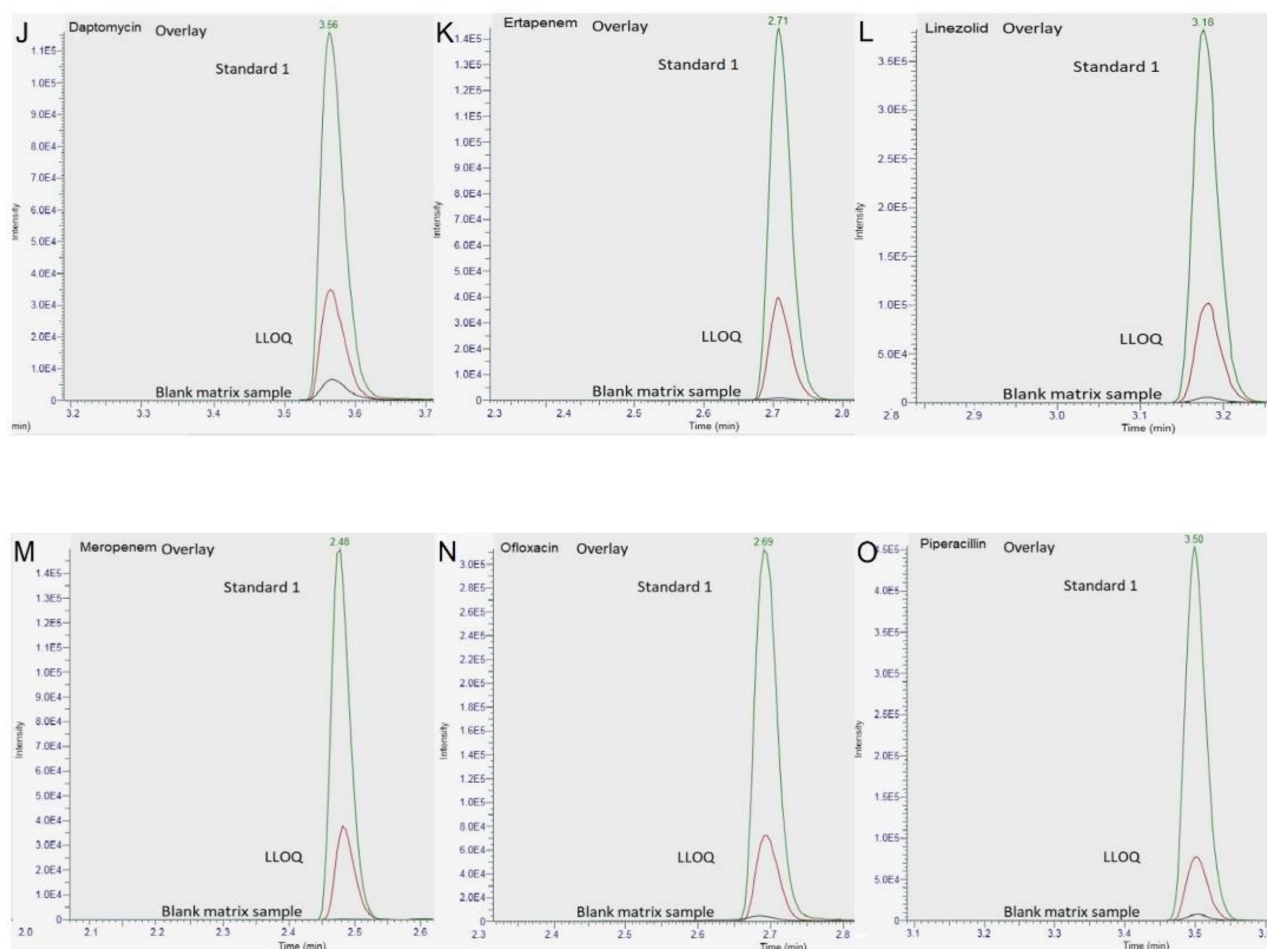 J
Daptomycin Overlay
3.56
Standard 1
1.1E5
1.0E5
9.0E4
8.0E4
7.0E4
6.0E4
5.0E4
4.0E4
3.0E4
2.0E4
1.0E4
0
Intensity
LLOQ
Blank matrix sample
3.2 3.3 3.4 3.5 3.6 3.7
min)
K
Ertapenem Overlay
2.71
Standard 1
1.4E5
1.3E5
1.2E5
1.1E5
1.0E5
9.0E4
8.0E4
7.0E4
6.0E4
5.0E4
4.0E4
3.0E4
2.0E4
1.0E4
0
Intensity
LLOQ
Blank matrix sample
2.3 2.4 2.5 2.6 2.7 2.8
Time (min)
L
Linezolid Overlay
3.18
Standard 1
3.5E5
3.0E5
2.5E5
2.0E5
1.5E5
1.0E5
5.0E4
0
Intensity
LLOQ
Blank matrix sample
2.8 2.9 3.0 3.1 3.2
Time (min)
M
Meropenem Overlay
2.48
Standard 1
1.4E5
1.3E5
1.2E5
1.1E5
1.0E5
9.0E4
8.0E4
7.0E4
6.0E4
5.0E4
4.0E4
3.0E4
2.0E4
1.0E4
0
Intensity
LLOQ
Blank matrix sample
2.0 2.1 2.2 2.3 2.4 2.5 2.6
Time (min)
N
Ofloxacin Overlay
2.69
Standard 1
3.0E5
2.8E5
2.6E5
2.4E5
2.2E5
2.0E5
1.8E5
1.6E5
1.4E5
1.2E5
1.0E5
8.0E4
6.0E4
4.0E4
2.0E4
0
Intensity
LLOQ
Blank matrix sample
2.3 2.4 2.5 2.6 2.7 2.8
Time (min)
O
Piperacillin Overlay
3.50
Standard 1
.5E5
4.0E5
3.5E5
3.0E5
2.5E5
2.0E5
1.5E5
1.0E5
5.0E4
0
Intensity
LLOQ
Blank matrix sample
3.1 3.2 3.3 3.4 3.5
Time (min)